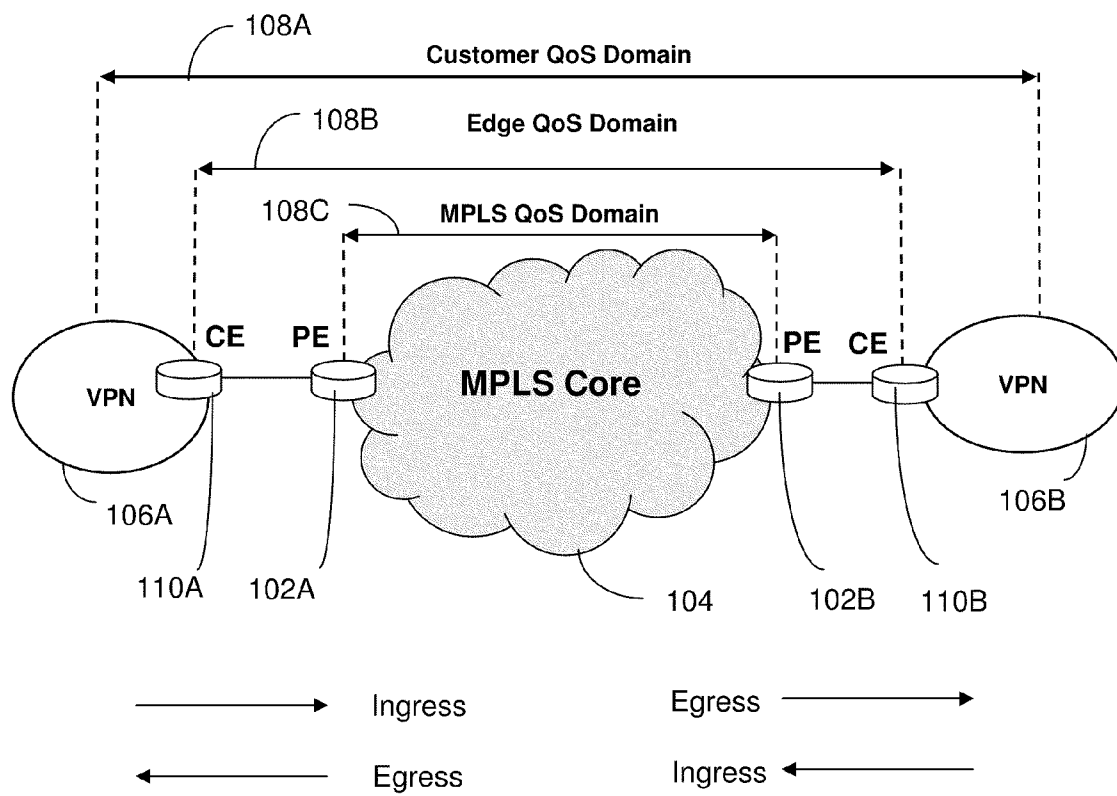 108A
Customer QoS Domain
108B
Edge QoS Domain
108C
MPLS QoS Domain
CE
PE
PE
CE
VPN
MPLS Core
VPN
106A
106B
110A
102A
104
102B
110B
Ingress
Egress
Egress
Ingress